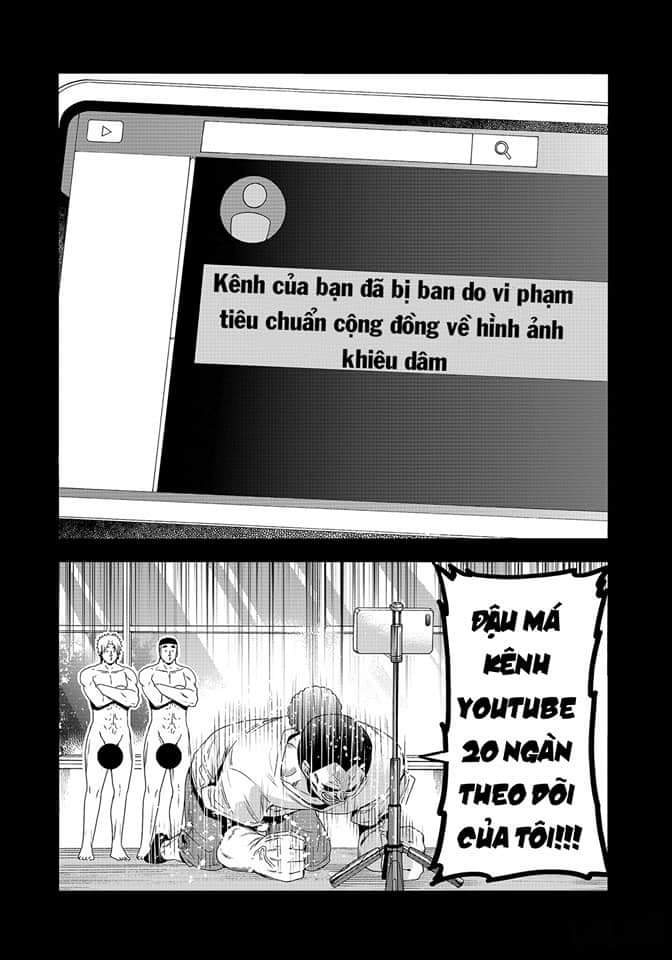 Kênh của bạn đã bị ban do vi phạm
tiêu chuẩn cộng đồng về hình ảnh
khiêu dâm
ĐẬU MÁ
KÊNH
YOUTUBE
20 NGÀN
THEO DÕI
CỦA TÔI!!!